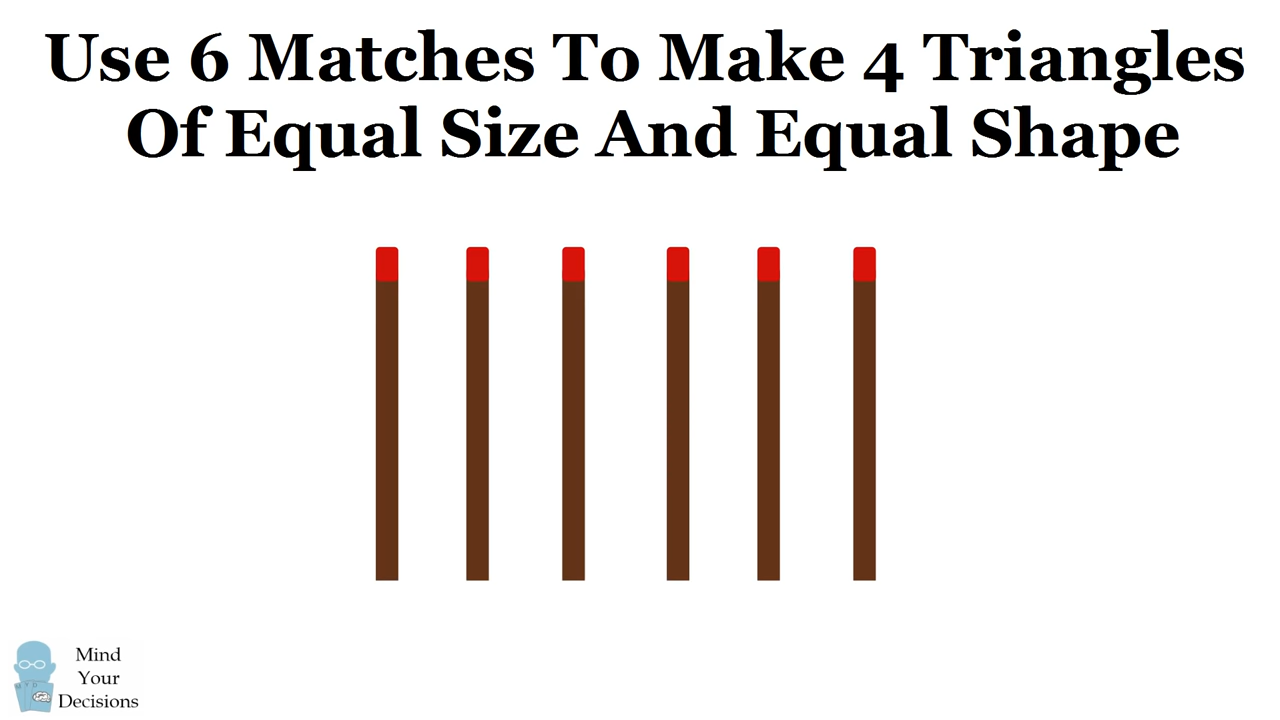 Use 6 Matches To Make 4 Triangles
Of Equal Size And Equal Shape
Mind
Your
Decisions